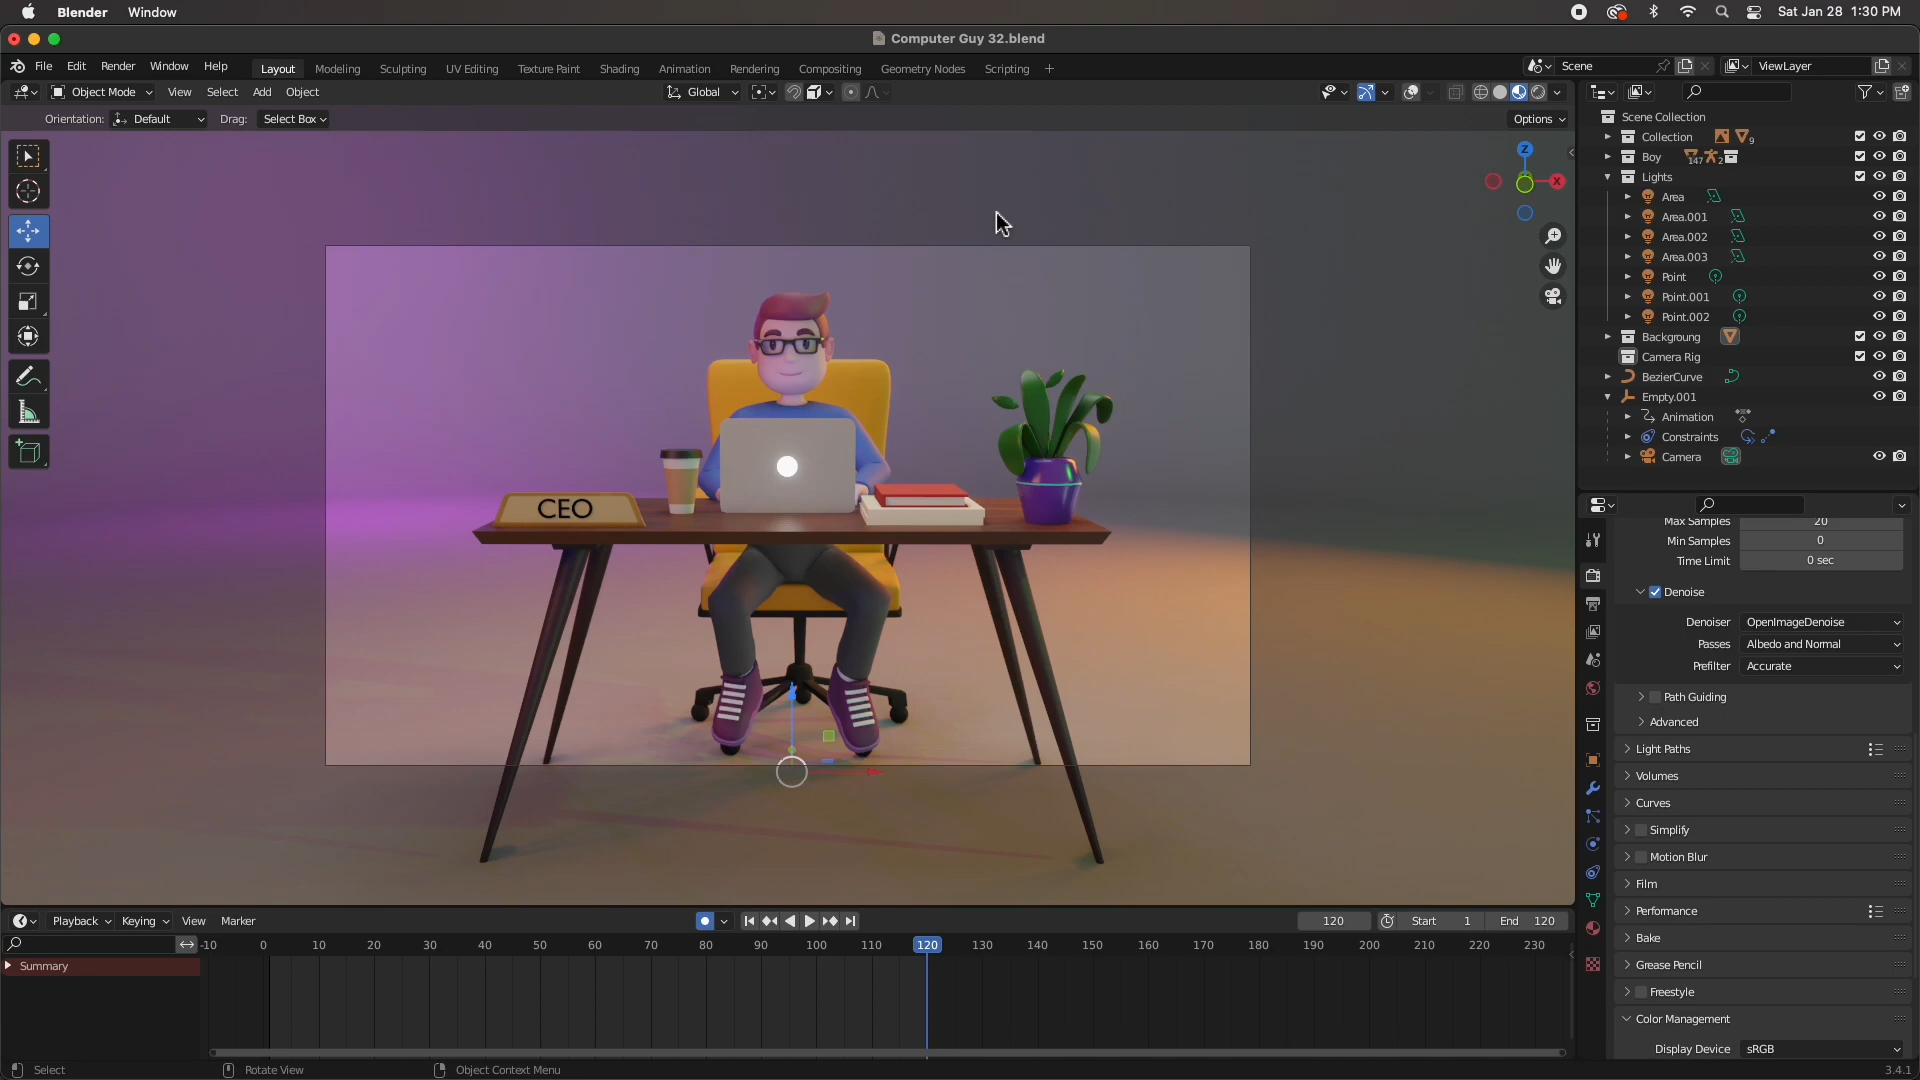 Blender Window
Sat Jan 28 1:30 PM
Computer Guy 32.blend
File Edit Render Window Help
Layout Modeling Sculpting UV Editing Texture Paint Shading Animation Rendering Compositing Geometry Nodes Scripting +
Scene ViewLayer
Object Mode View Select Add Object
Global
Orientation: Default Drag: Select Box
Options
Z
X
Scene Collection
Collection 9
Boy 147 2
Lights
Area
Area.001
Area.002
Area.003
Point
Point.001
Point.002
Backgroung
Camera Rig
BezierCurve
Empty.001
Animation
Constraints
Camera
CEO
Max Samples 20
Min Samples 0
Time Limit 0 sec
Denoise
Denoiser OpenImageDenoise
Passes Albedo and Normal
Prefilter Accurate
Path Guiding
Advanced
Light Paths
Volumes
Curves
Simplify
Motion Blur
Film
Performance
Bake
Grease Pencil
Freestyle
Color Management
Display Device sRGB
Playback Keying View Marker
120 Start 1 End 120
-10 0 10 20 30 40 50 60 70 80 90 100 110 120 130 140 150 160 170 180 190 200 210 220 230
Summary
Select Rotate View Object Context Menu
3.4.1